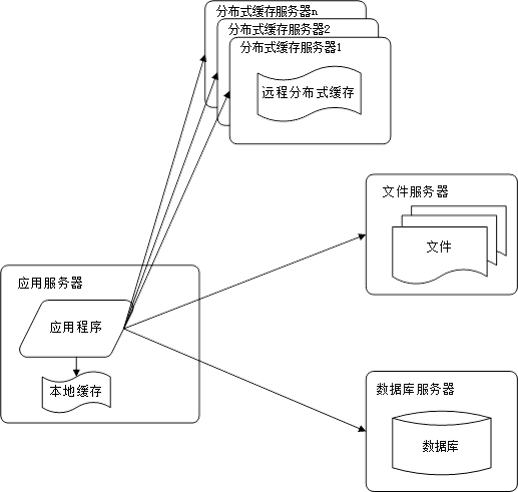 分布式缓存服务器n
分布式缓存服务器2
分布式缓存服务器1
远程分布式缓存
文件服务器
文件
应用服务器
应用程序
本地缓存
数据库服务器
数据库